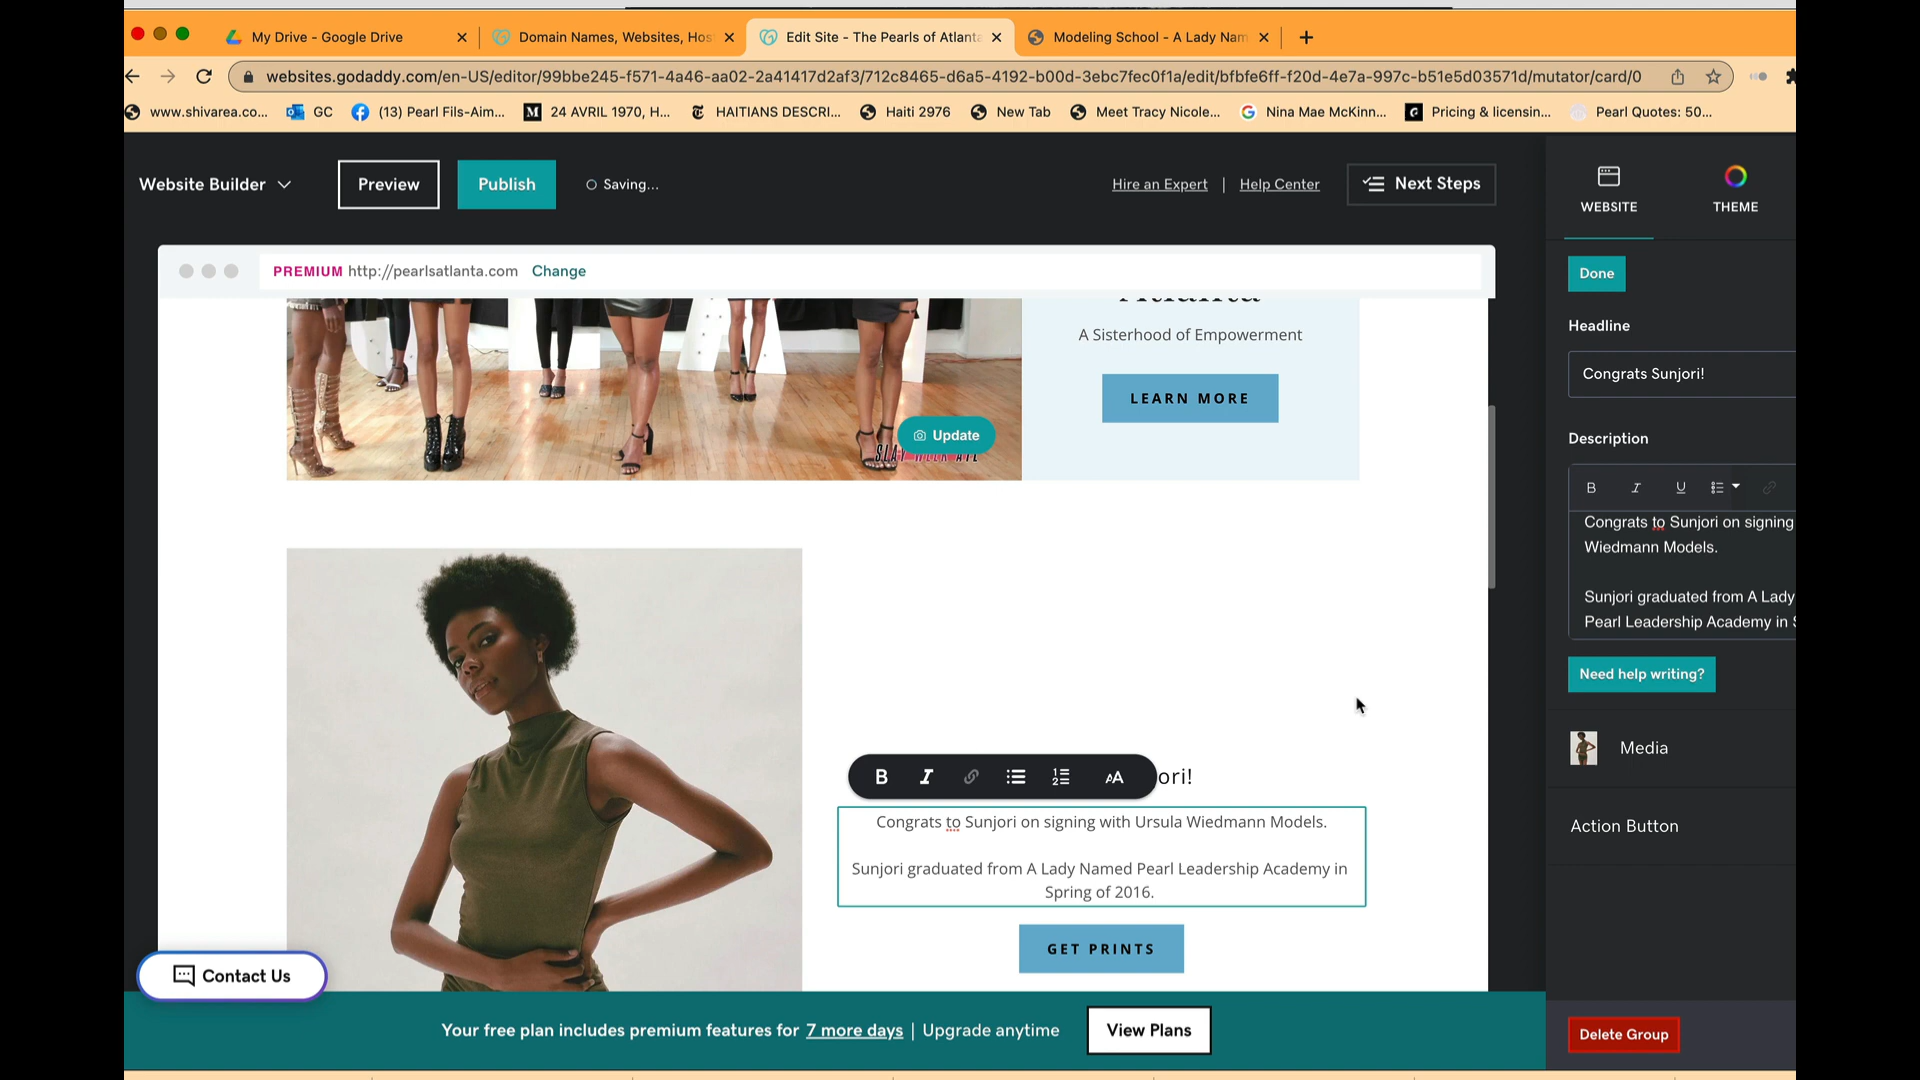 My Drive - Google Drive
Domain Names, Websites, Hos
Edit Site - The Pearls of Atlanta
Modeling School - A Lady Nam
websites.godaddy.com/en-US/editor/99bbe245-f571-4a46-aa02-2a41417d2af3/712c8465-d6a5-4192-b00d-3ebc7fec0f1a/edit/bfbfe6ff-f20d-4e7a-997c-b51e5d03571d/mutator/card/0
www.shivarea.co...
GC
(13) Pearl Fils-Aim...
24 AVRIL 1970, H...
HAITIANS DESCRI...
Haiti 2976
New Tab
Meet Tracy Nicole...
Nina Mae McKinn...
Pricing & licensin...
Pearl Quotes: 50...
Website Builder
Preview
Publish
Saving...
Hire an Expert | Help Center
Next Steps
WEBSITE
THEME
PREMIUM http://pearlsatlanta.com Change
Atlanta
A Sisterhood of Empowerment
LEARN MORE
Update
Done
Headline
Congrats Sunjori!
Description
B I U
Congrats to Sunjori on signing
Wiedmann Models.
Sunjori graduated from A Lady
Pearl Leadership Academy in S
Need help writing?
Media
Action Button
Delete Group
B I AA
ori!
Congrats to Sunjori on signing with Ursula Wiedmann Models.
Sunjori graduated from A Lady Named Pearl Leadership Academy in
Spring of 2016.
GET PRINTS
Contact Us
Your free plan includes premium features for 7 more days | Upgrade anytime
View Plans